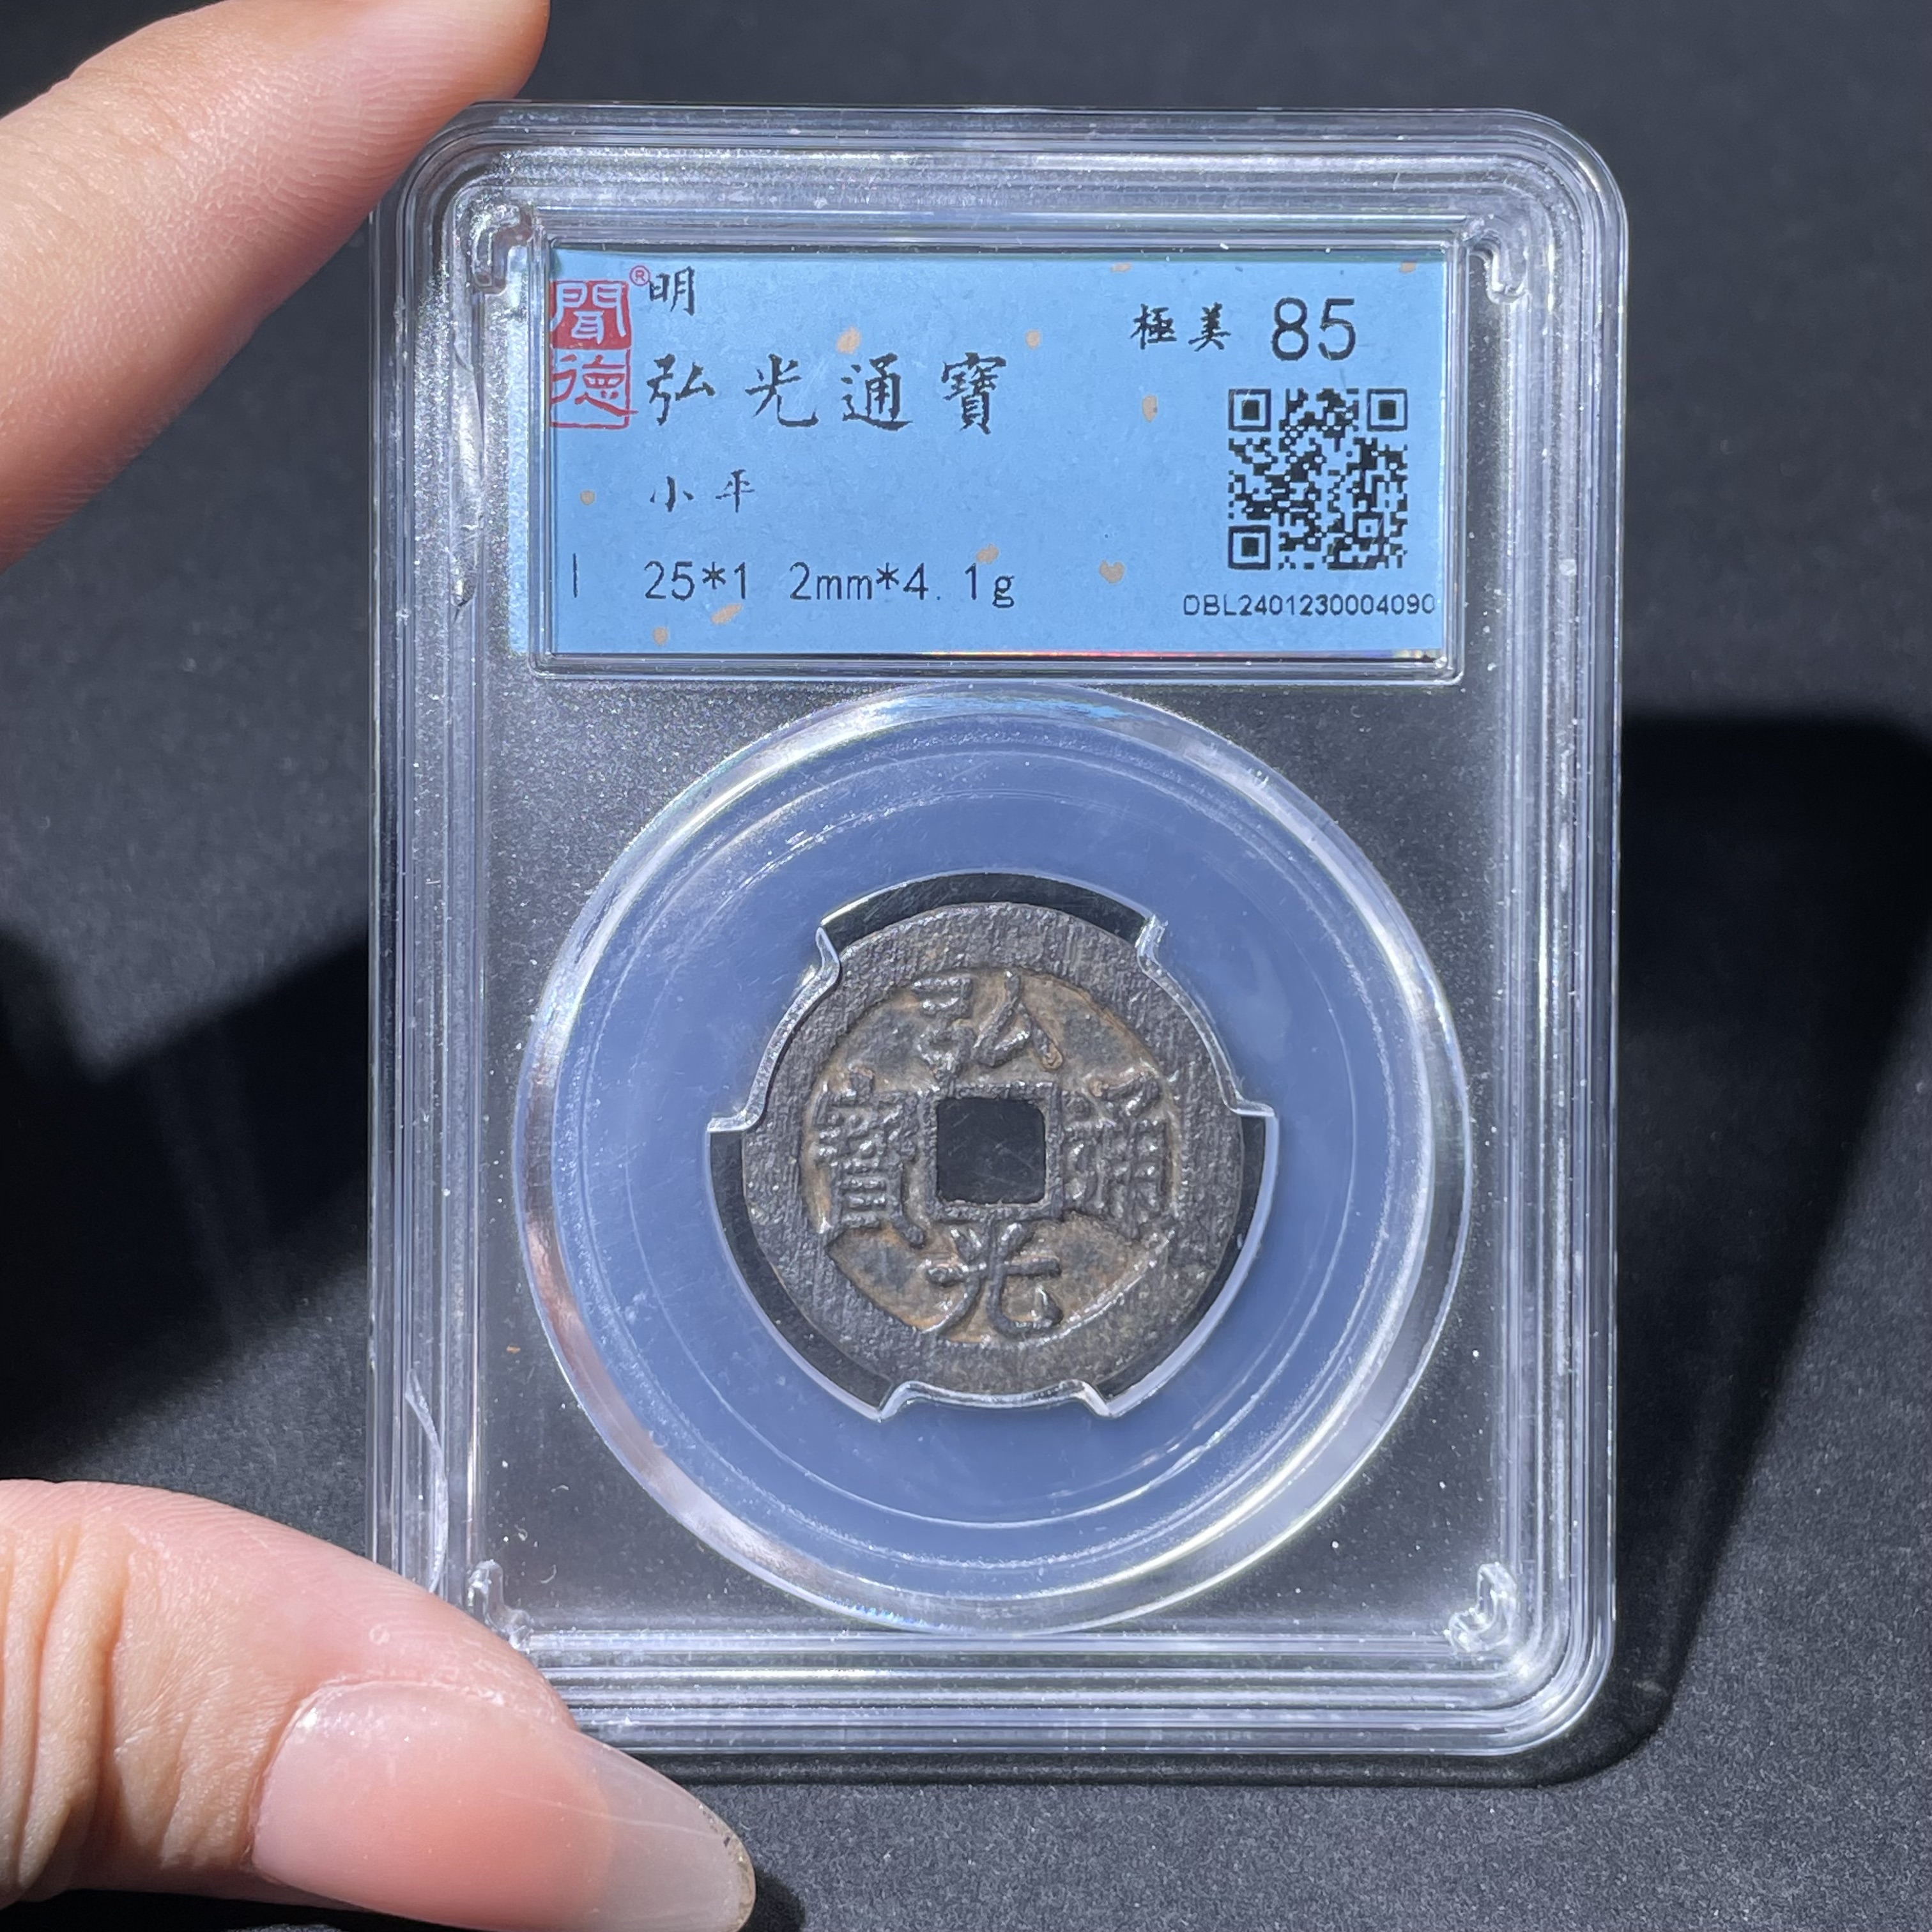 聞德®
明
極美 85
弘光通寶
小平
25*1 2mm*4.1g
DBL2401230004090
弘光通寶